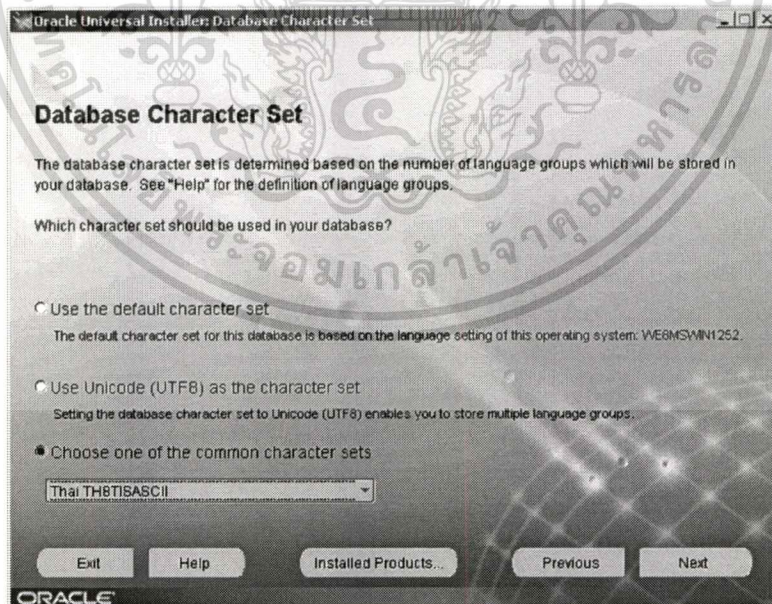 Oracle Universal Installer: Database Character Set
Database Character Set
The database character set is determined based on the number of language groups which will be stored in
your database. See "Help" for the definition of language groups.
Which character set should be used in your database?
Use the default character set
The default character set for this database is based on the language setting of this operating system: WE8MSWIN1252.
Use Unicode (UTF8) as the character set
Setting the database character set to Unicode (UTF8) enables you to store multiple language groups.
Choose one of the common character sets
Thai TH8TISASCII
Exit
Help
Installed Products...
Previous
Next
ORACLE